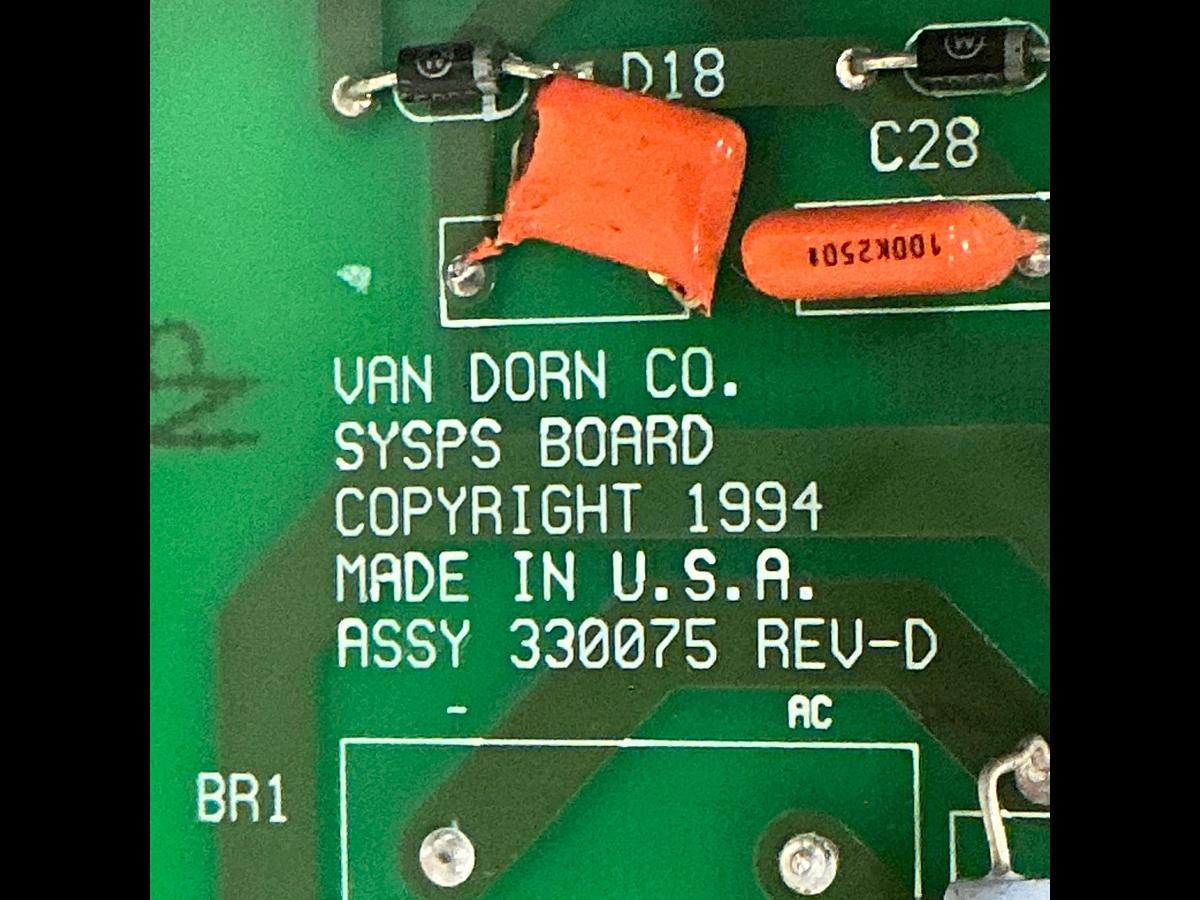 D18
C28
100K250
VAN DORN CO.
SYSPS BOARD
COPYRIGHT 1994
MADE IN U.S.A.
ASSY 330075 REV-D
- AC
BR1